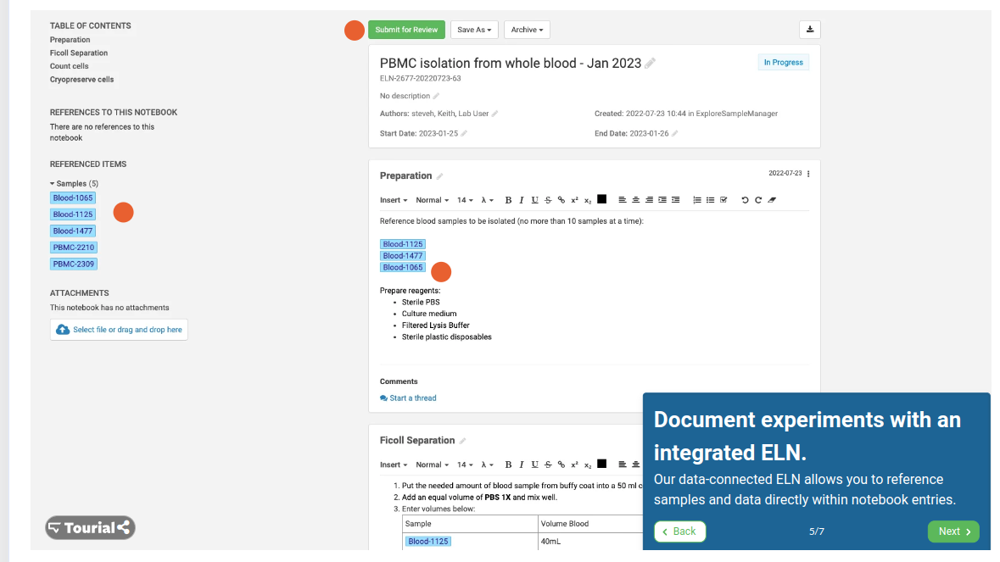 TABLE OF CONTENTS
Preparation
Ficoll Separation
Count cells
Cryopreserve cells
REFERENCES TO THIS NOTEBOOK
There are no references to this
notebook
REFERENCED ITEMS
Samples (5)
Blood-1065
Blood-1125
Blood-1477
PBMC-2210
PBMC-2309
ATTACHMENTS
This notebook has no attachments
Select file or drag and drop here
Tourial
Submit for Review Save As Archive
PBMC isolation from whole blood - Jan 2023 In Progress
ELN-2677-20220723-63
No description
Authors: steveh, Keith, Lab User Created: 2022-07-23 10:44 in ExploreSampleManager
Start Date: 2023-01-25 End Date: 2023-01-26
Preparation 2022-07-23
Insert Normal 14 λ B I U S x² x₂
Reference blood samples to be isolated (no more than 10 samples at a time):
Blood-1125
Blood-1477
Blood-1065
Prepare reagents:
• Sterile PBS
• Culture medium
• Filtered Lysis Buffer
• Sterile plastic disposables
Comments
Start a thread
Ficoll Separation
Insert Normal 14 λ B I U S x² x₂
1. Put the needed amount of blood sample from buffy coat into a 50 ml c
2. Add an equal volume of PBS 1X and mix well.
3. Enter volumes below:
Sample Volume Blood
Blood-1125 40mL
Document experiments with an
integrated ELN.
Our data-connected ELN allows you to reference
samples and data directly within notebook entries.
Back 5/7 Next